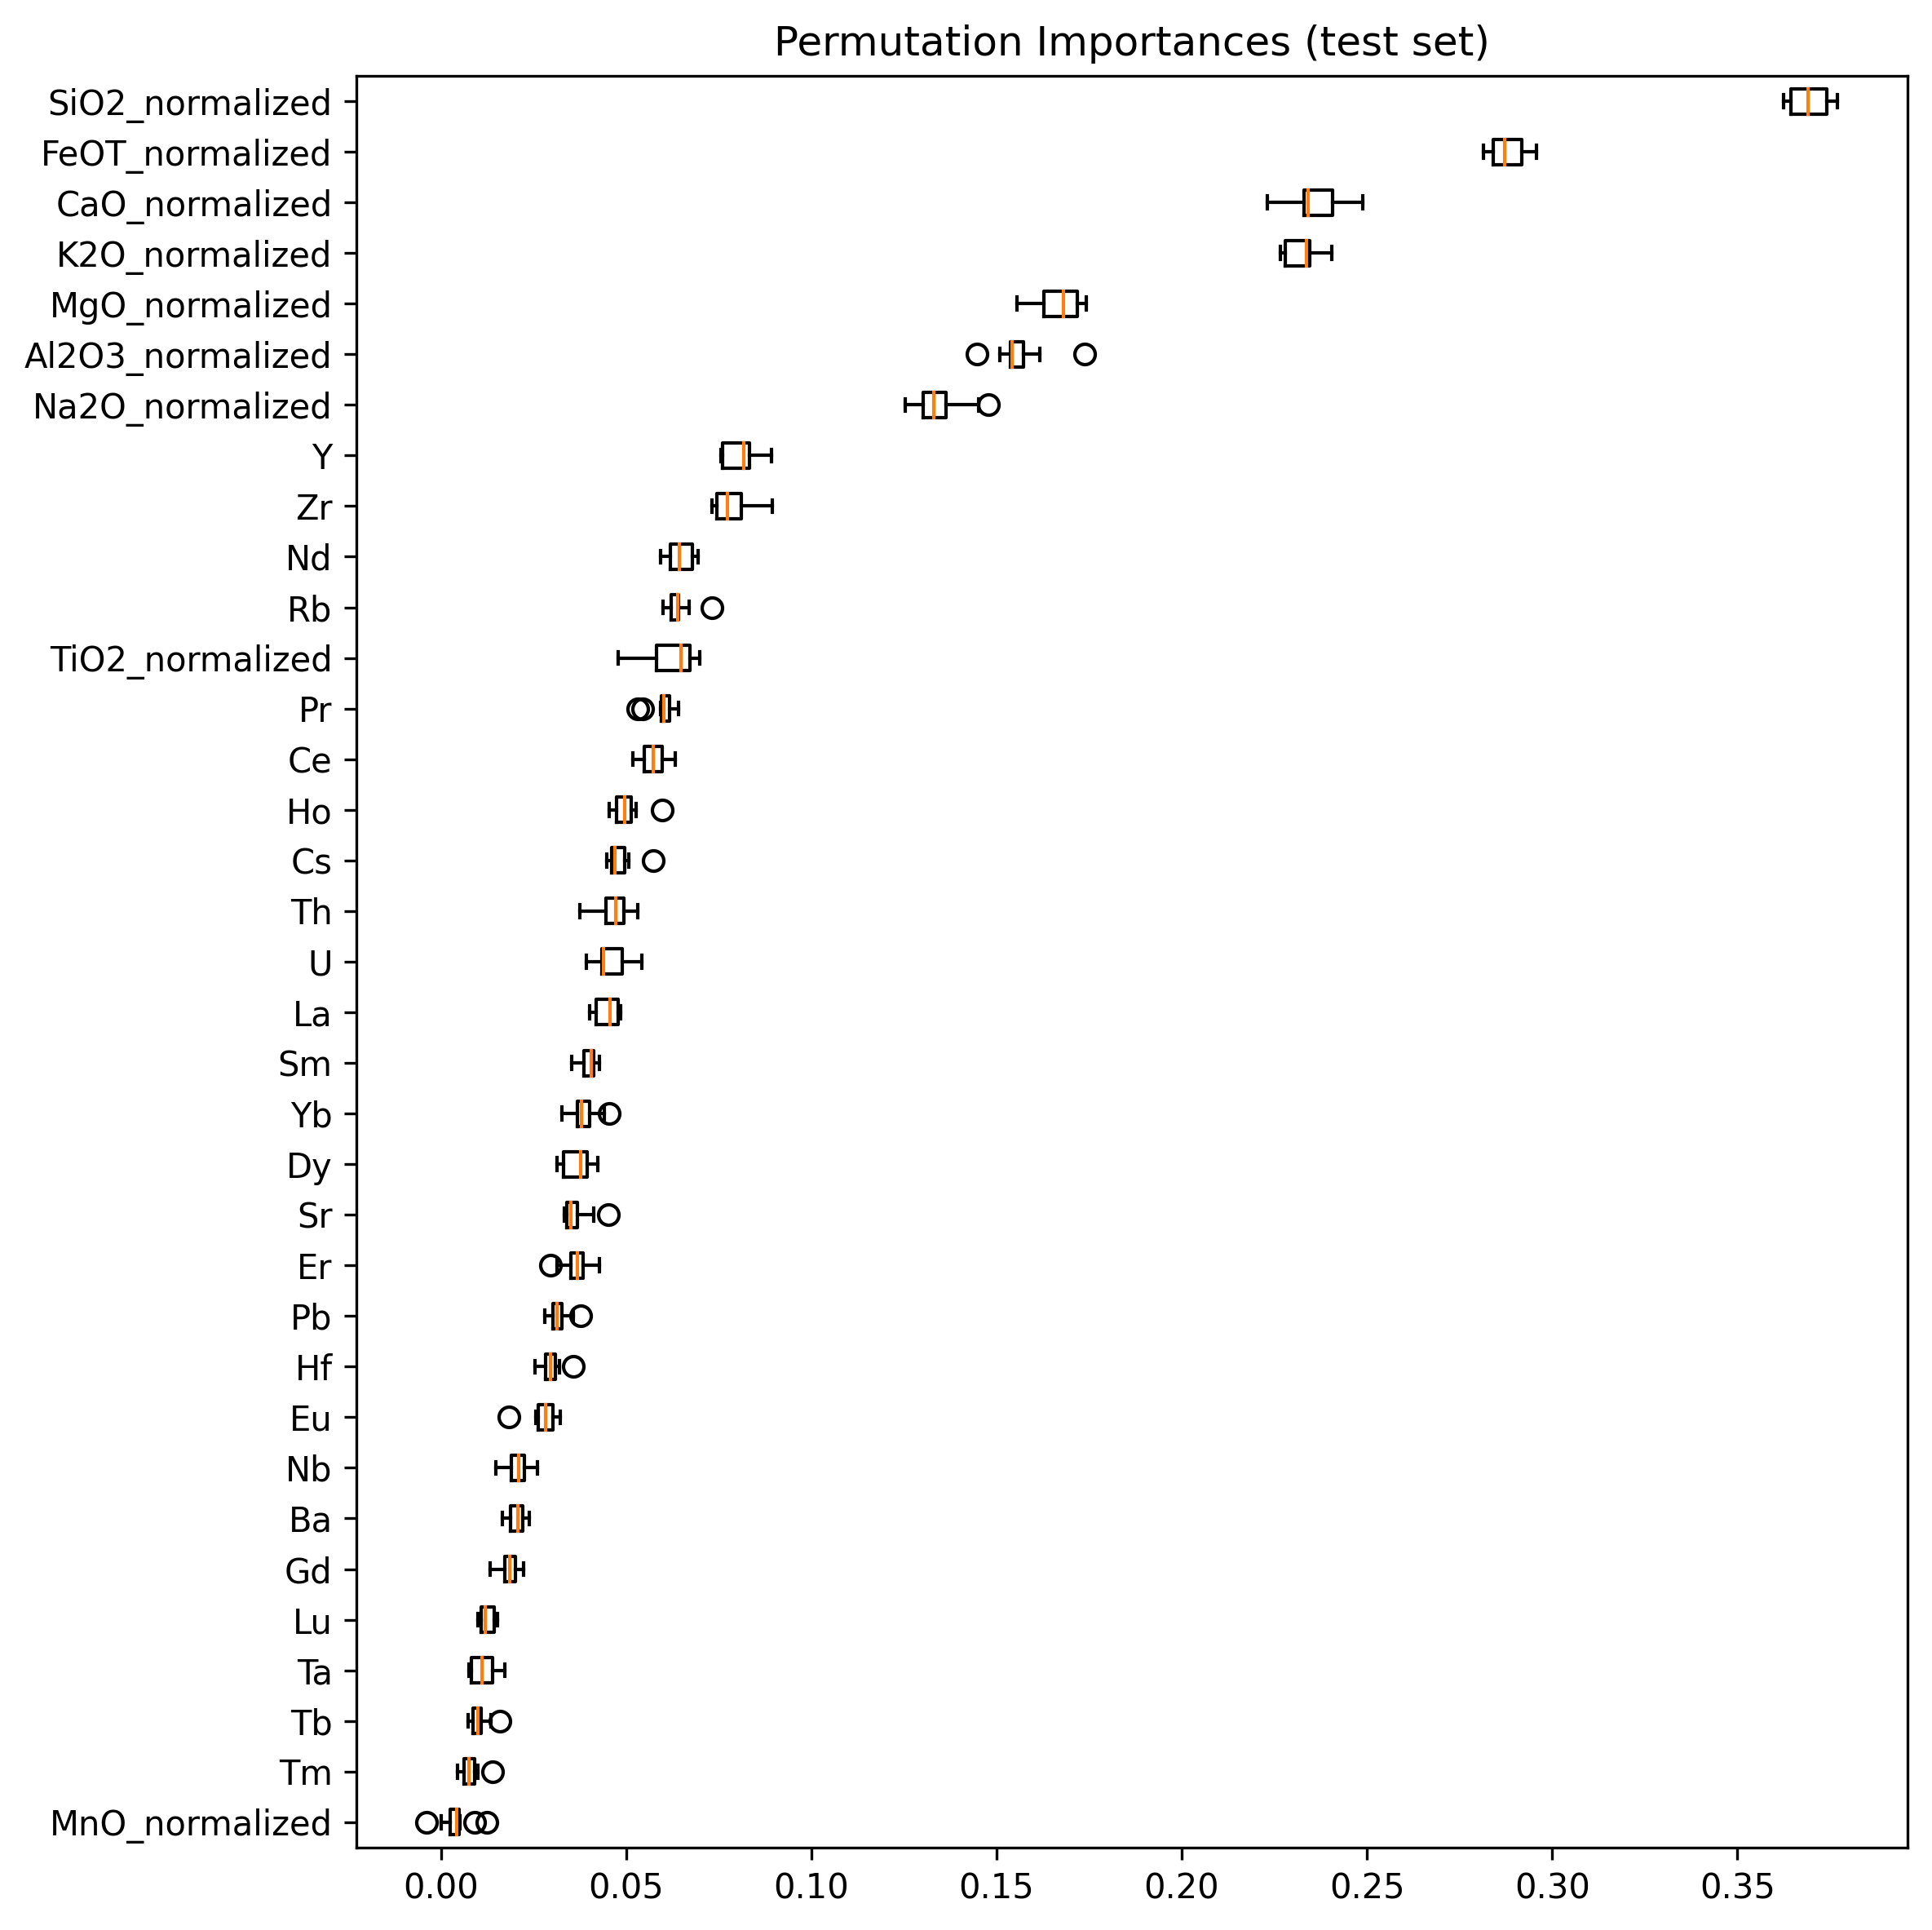 Permutation Importances (test set)
SiO2_normalized
FeOT_normalized
CaO_normalized
K2O_normalized
MgO_normalized
Al2O3_normalized
Na2O_normalized
Y
Zr
Nd
Rb
TiO2_normalized
Pr
Ce
Ho
Cs
Th
U
La
Sm
Yb
Dy
Sr
Er
Pb
Hf
Eu
Nb
Ba
Gd
Lu
Ta
Tb
Tm
MnO_normalized
0.00 0.05 0.10 0.15 0.20 0.25 0.30 0.35